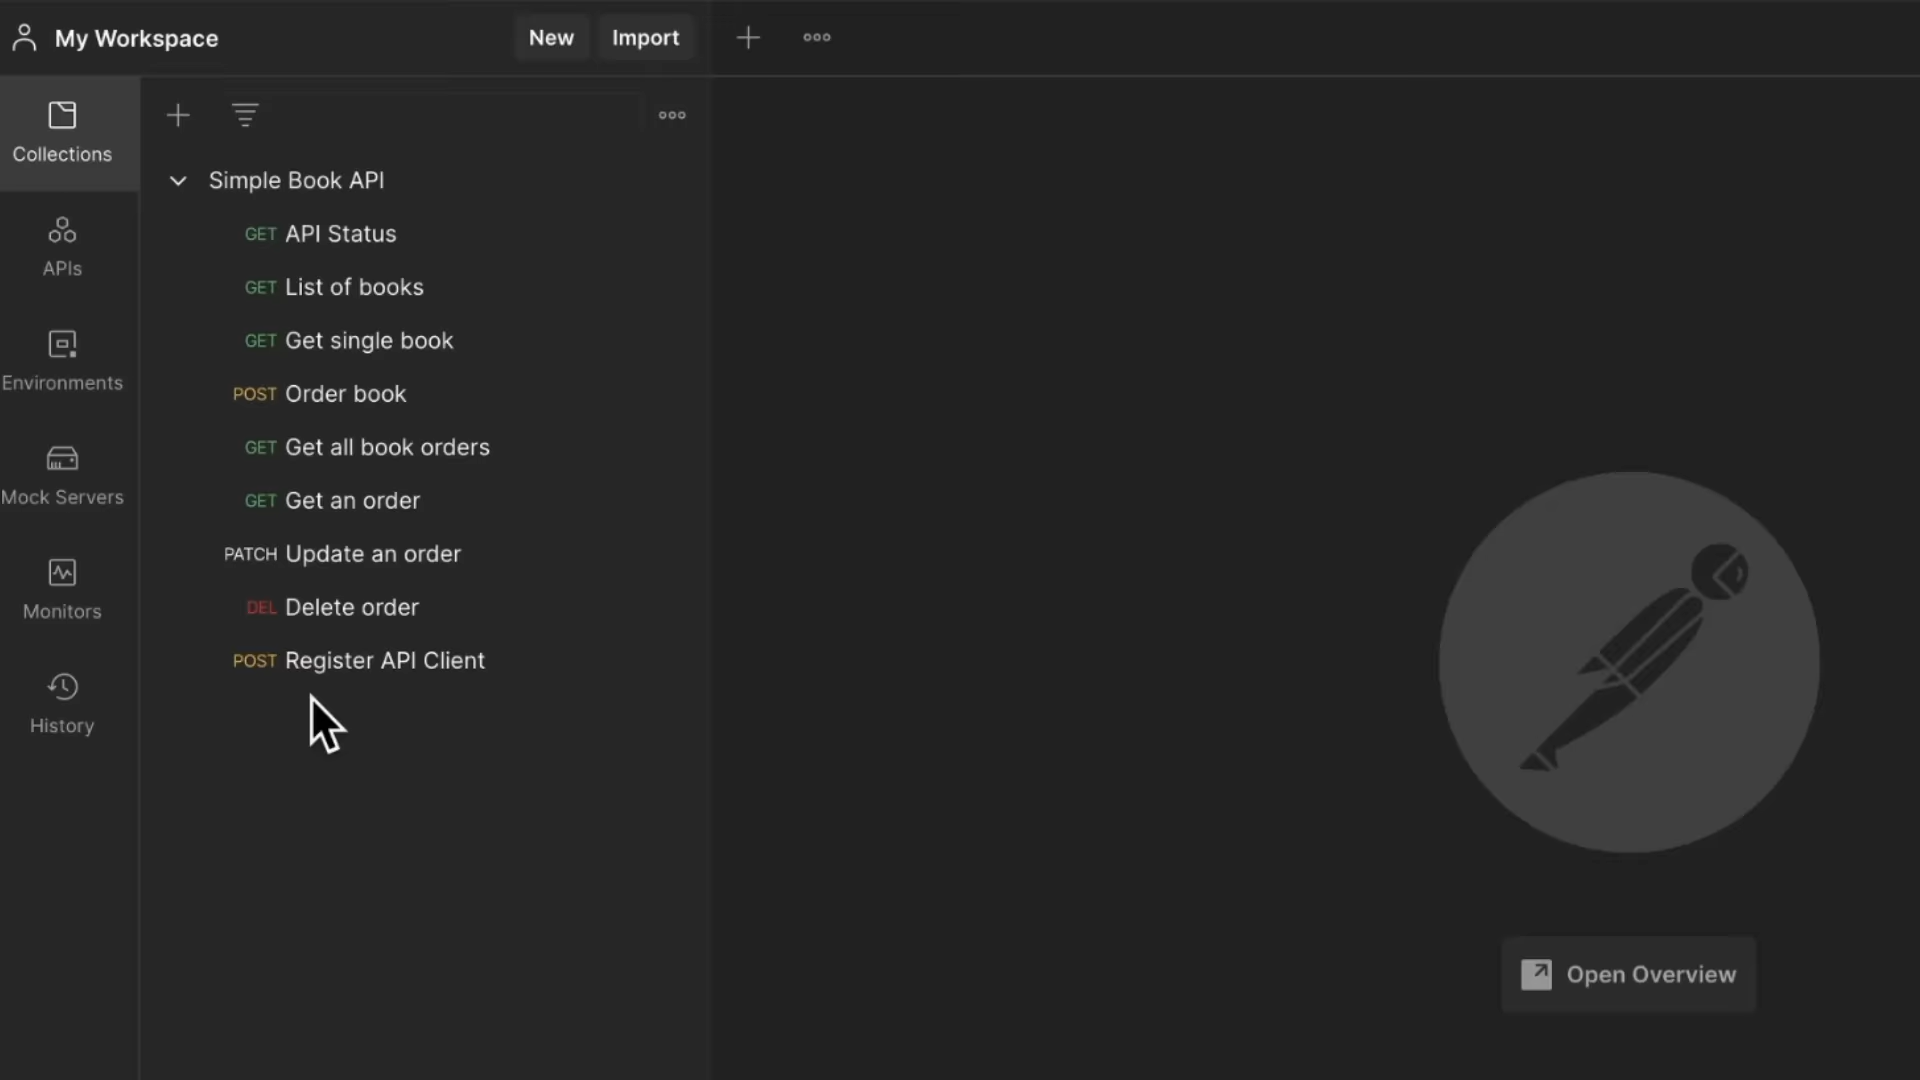 My Workspace
New
Import
Collections
APIs
Environments
Mock Servers
Monitors
History
Simple Book API
GET API Status
GET List of books
GET Get single book
POST Order book
GET Get all book orders
GET Get an order
PATCH Update an order
DEL Delete order
POST Register API Client
Open Overview